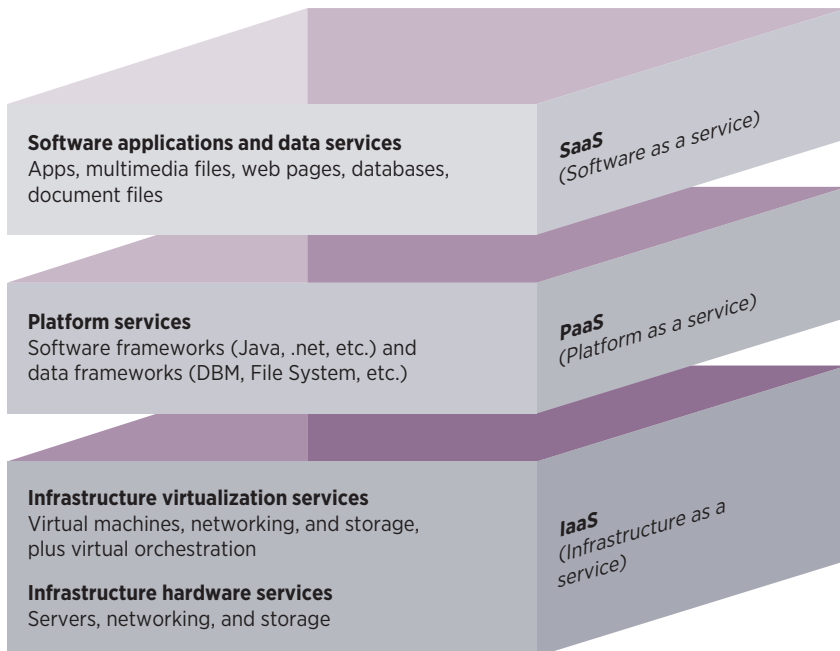 Software applications and data services
Apps, multimedia files, web pages, databases,
document files
SaaS
(Software as a service)
Platform services
Software frameworks (Java, .net, etc.) and
data frameworks (DBM, File System, etc.)
PaaS
(Platform as a service)
Infrastructure virtualization services
Virtual machines, networking, and storage,
plus virtual orchestration
Infrastructure hardware services
Servers, networking, and storage
IaaS
(Infrastructure as a
service)